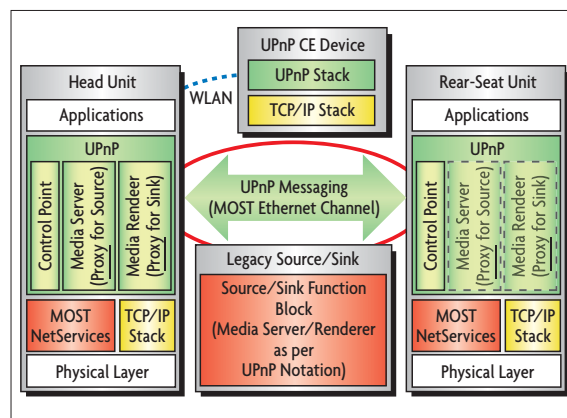 UPnP CE Device
UPnP Stack
TCP/IP Stack
WLAN
Head Unit
Applications
UPnP
Control Point
Media Server
(Proxy for Source)
Media Rendeer
(Proxy for Sink)
MOST
NetServices
TCP/IP
Stack
Physical Layer
UPnP Messaging
(MOST Ethernet Channel)
Legacy Source/Sink
Source/Sink Function
Block
(Media Server/Renderer
as per
UPnP Notation)
Rear-Seat Unit
Applications
UPnP
Control Point
Media Server
(Proxy for Source)
Media Rendeer
(Proxy for Sink)
MOST
NetServices
TCP/IP
Stack
Physical Layer